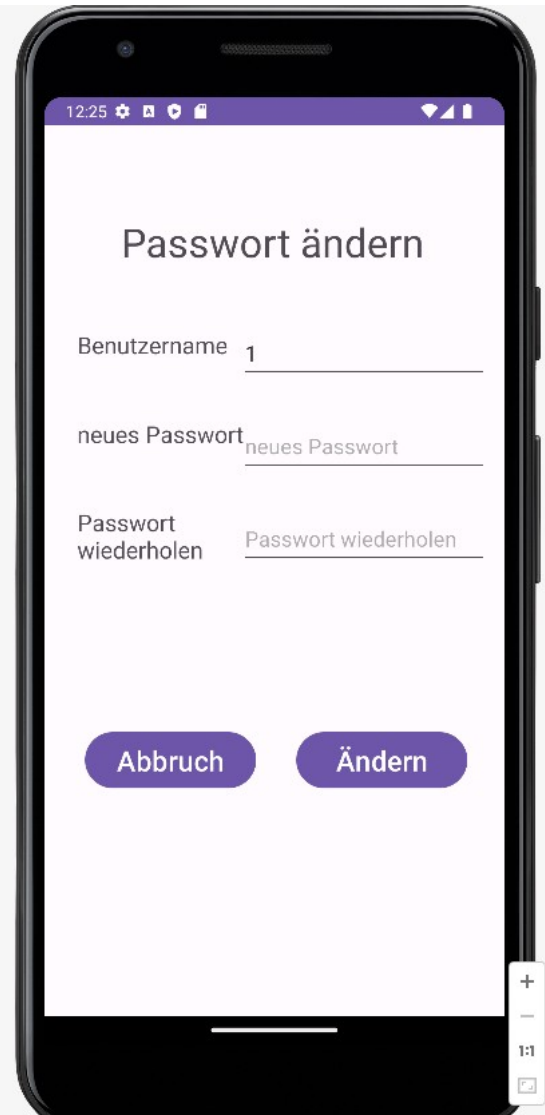 12:25
Passwort ändern
Benutzername 1
neues Passwort neues Passwort
Passwort
wiederholen Passwort wiederholen
Abbruch Ändern
1:1